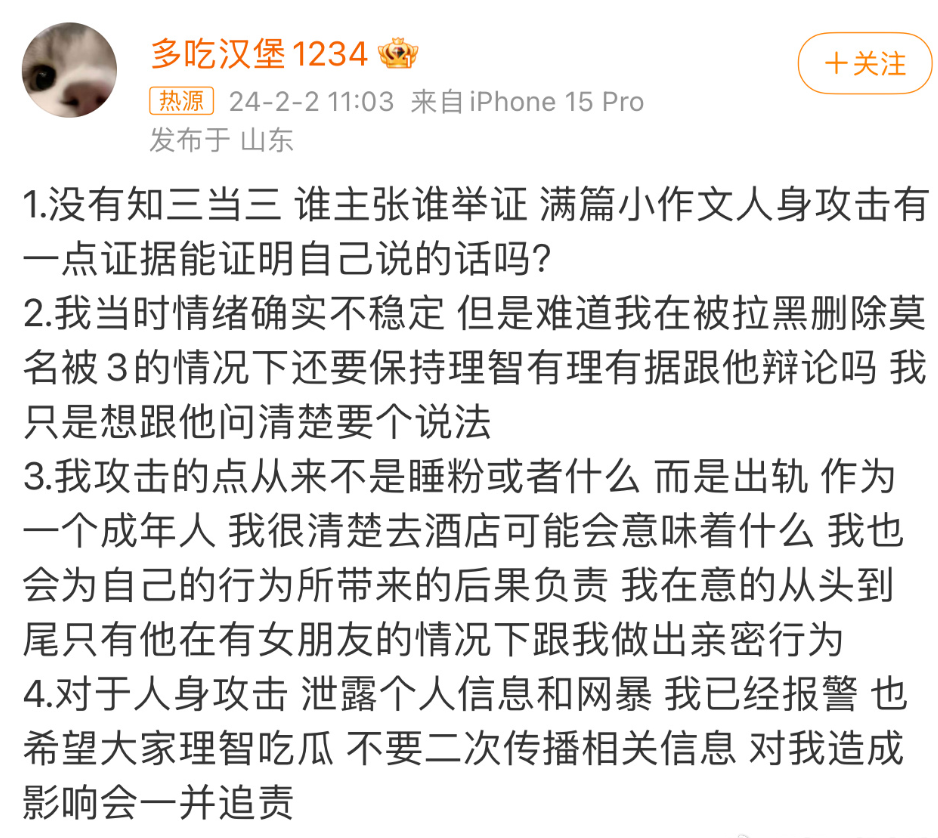 多吃汉堡1234
+关注
热源 24-2-2 11:03 来自iPhone 15 Pro
发布于 山东
1.没有知三当三 谁主张谁举证 满篇小作文人身攻击有
一点证据能证明自己说的话吗?
2.我当时情绪确实不稳定 但是难道我在被拉黑删除莫
名被3的情况下还要保持理智有理有据跟他辩论吗 我
只是想跟他问清楚要个说法
3.我攻击的点从来不是睡粉或者什么 而是出轨 作为
一个成年人 我很清楚去酒店可能会意味着什么 我也
会为自己的行为所带来的后果负责 我在意的从头到
尾只有他在有女朋友的情况下跟我做出亲密行为
4.对于人身攻击 泄露个人信息和网暴 我已经报警 也
希望大家理智吃瓜 不要二次传播相关信息 对我造成
影响会一并追责